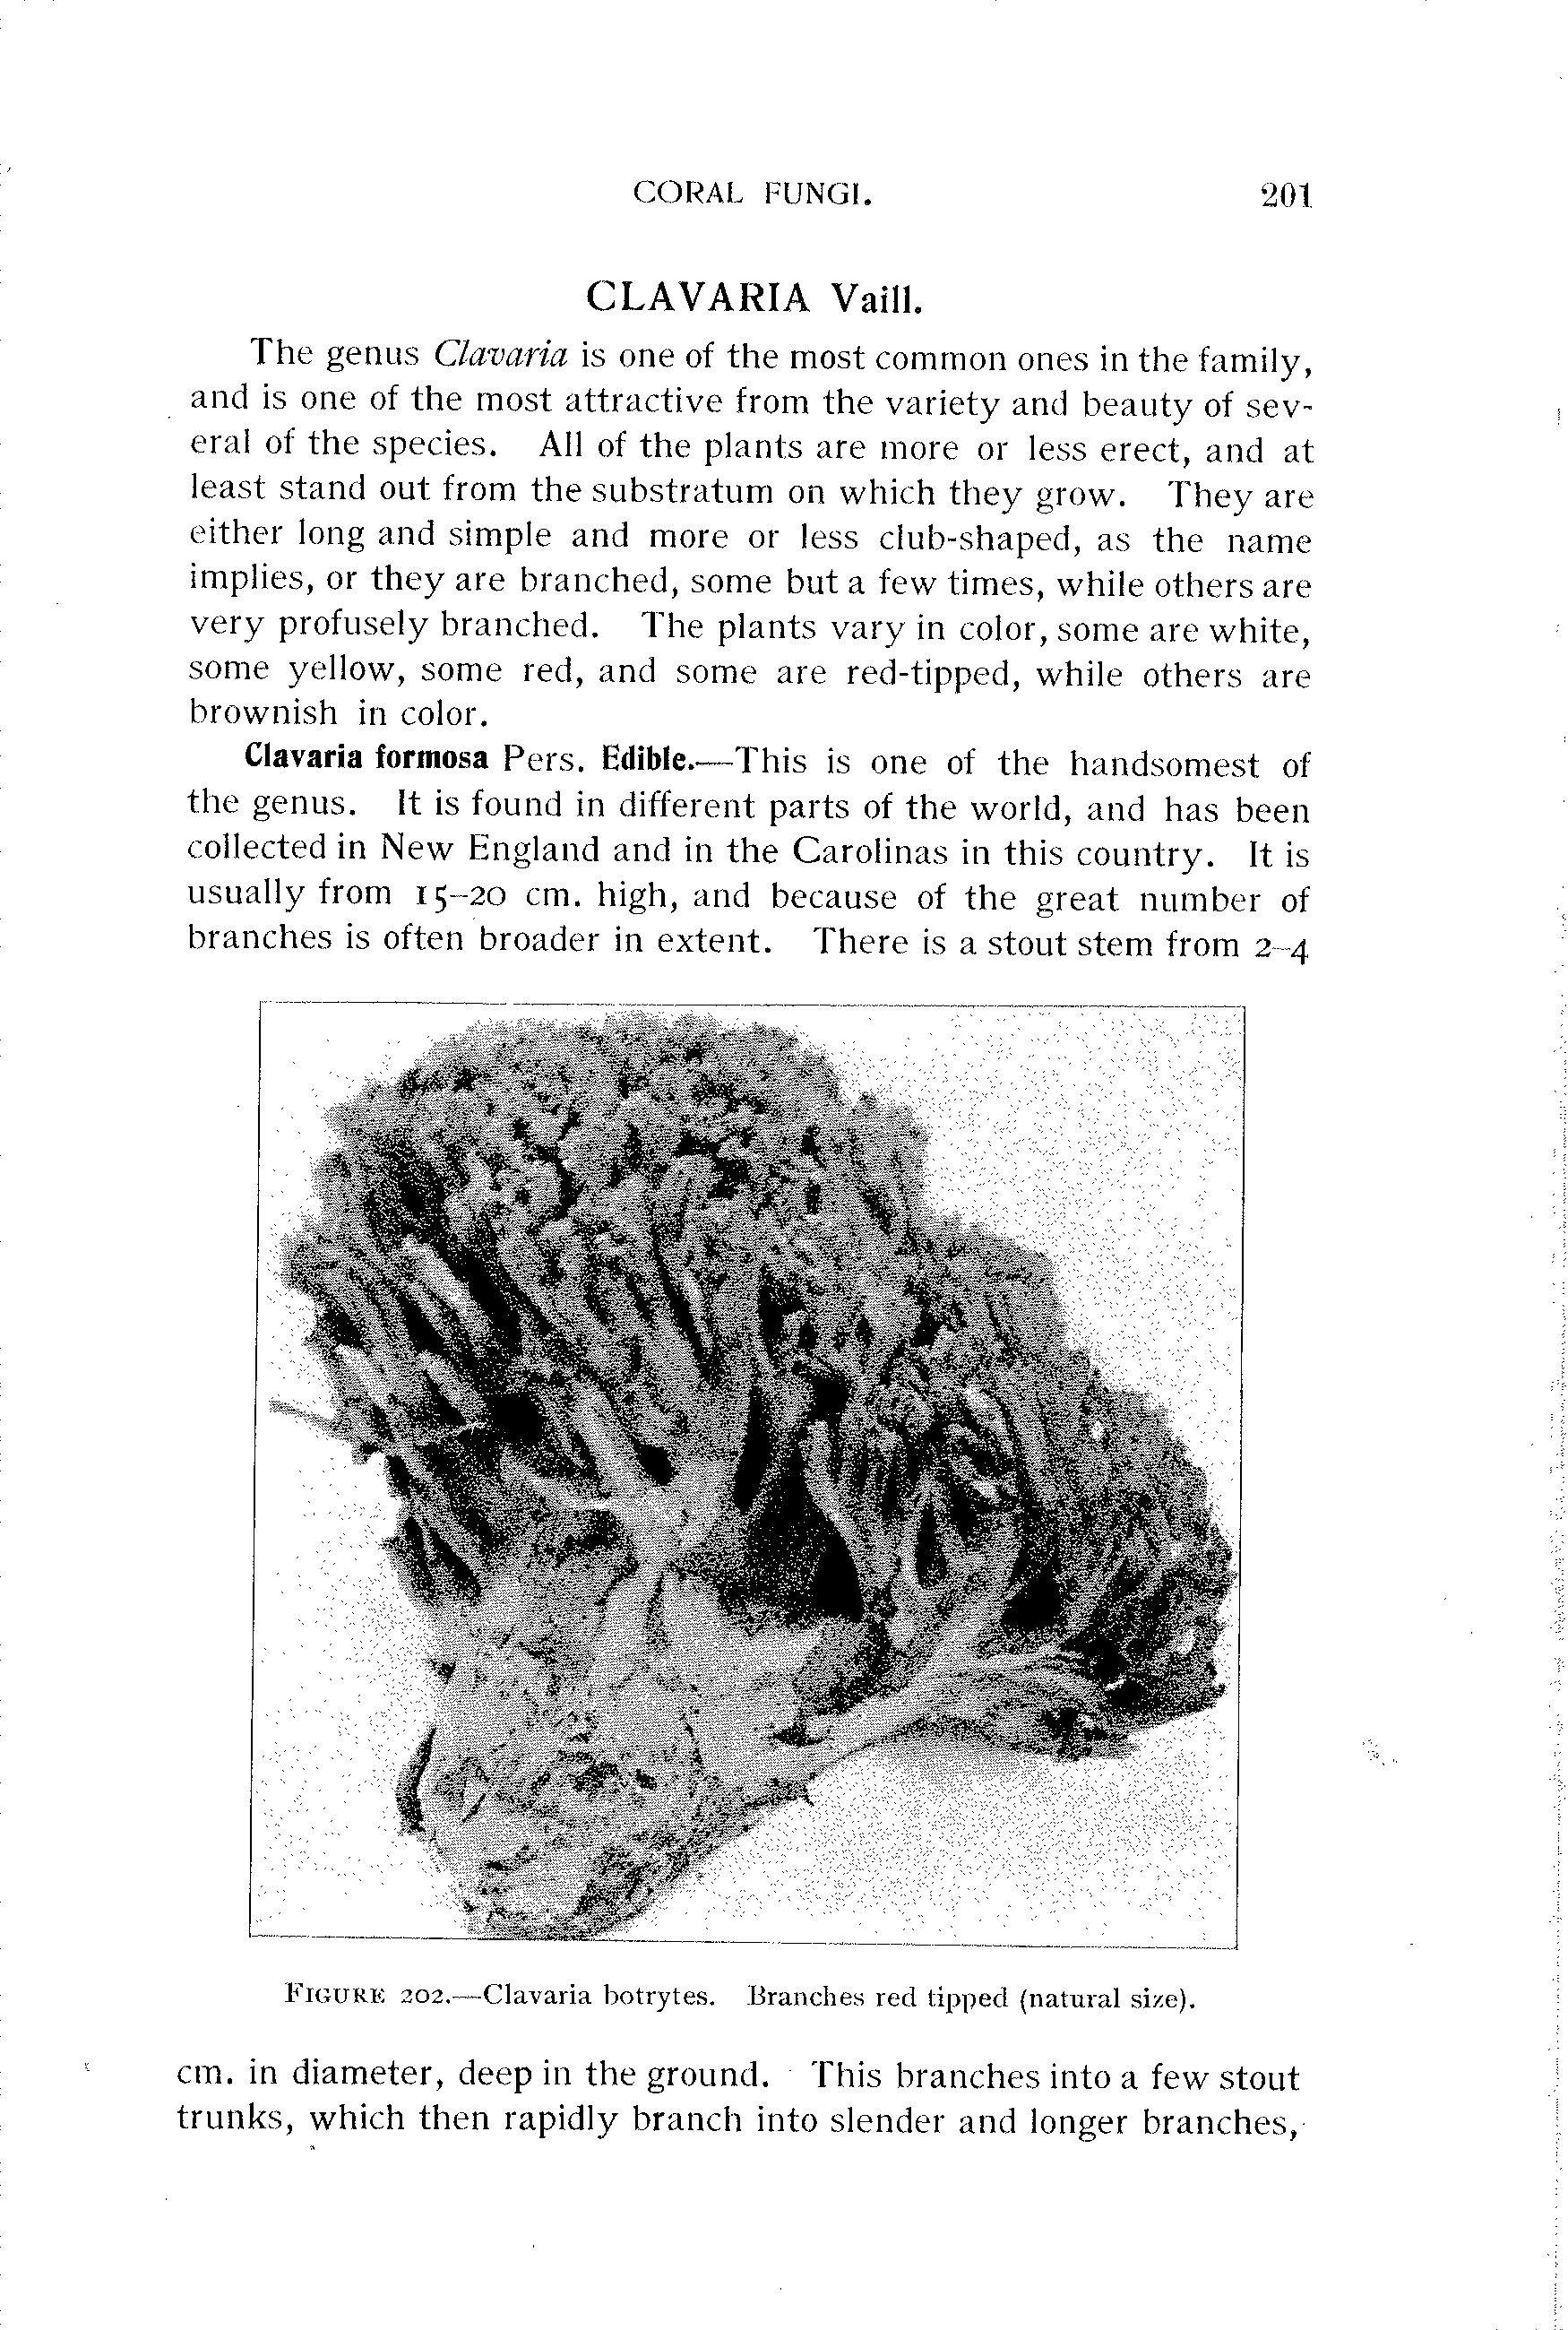 CORAL FUNGI. 201
CLAVARIA Vaill.
The genus Clavaria is one of the most common ones in the family,
and is one of the most attractive from the variety and beauty of sev-
eral of the species. All of the plants are more or less erect, and at
least stand out from the substratum on which they grow. They are
either long and simple and more or less club-shaped, as the name
implies, or they are branched, some but a few times, while others are
very profusely branched. The plants vary in color, some are white,
some yellow, some red, and some are red-tipped, while others are
brownish in color.
Clavaria formosa Pers. Edible.—This is one of the handsomest of
the genus. It is found in different parts of the world, and has been
collected in New England and in the Carolinas in this country. It is
usually from 15–20 cm. high, and because of the great number of
branches is often broader in extent. There is a stout stem from 2–4
FIGURE 202.—Clavaria botrytes. Branches red tipped (natural size).
cm. in diameter, deep in the ground. This branches into a few stout
trunks, which then rapidly branch into slender and longer branches,